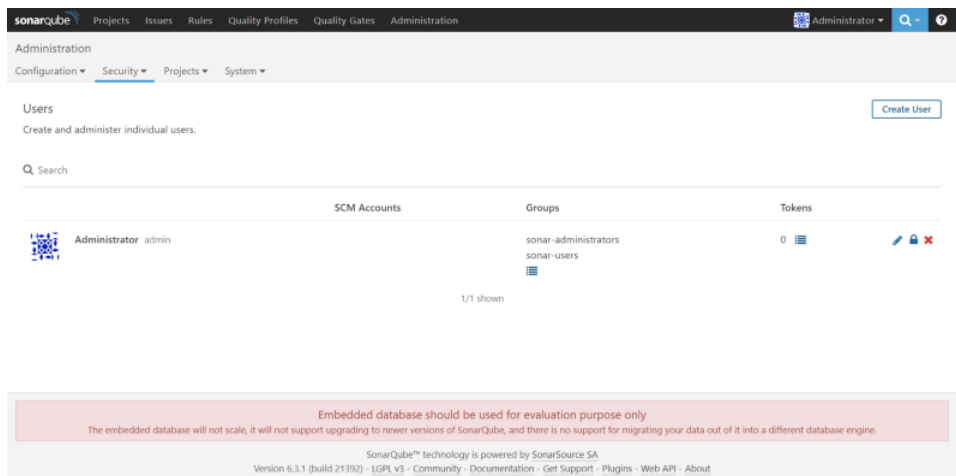 sonarqube Projects Issues Rules Quality Profiles Quality Gates Administration Administrator
Administration
Configuration Security Projects System
Users
Create User
Create and administer individual users.
Search
SCM Accounts Groups Tokens
Administrator admin sonar-administrators 0
sonar-users
1/1 shown
Embedded database should be used for evaluation purpose only
The embedded database will not scale, it will not support upgrading to newer versions of SonarQube, and there is no support for migrating your data out of it into a different database engine.
SonarQube™ technology is powered by SonarSource SA
Version 6.3.1 (build 21392) - LGPL v3 - Community - Documentation - Get Support - Plugins - Web API - About